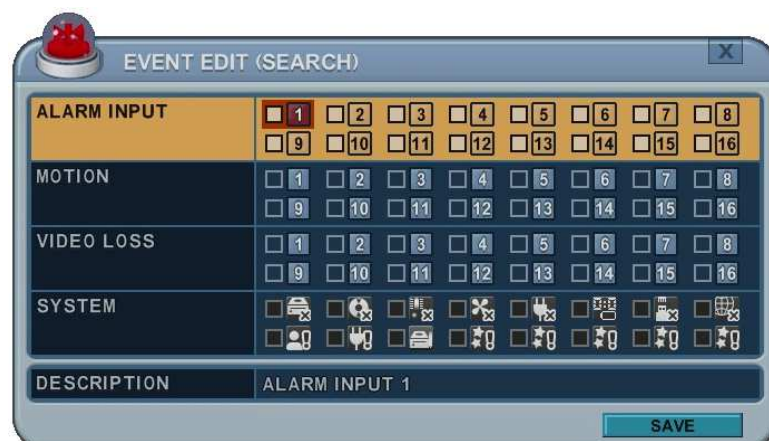 EVENT EDIT (SEARCH)
X
ALARM INPUT
1 2 3 4 5 6 7 8
9 10 11 12 13 14 15 16
MOTION
1 2 3 4 5 6 7 8
9 10 11 12 13 14 15 16
VIDEO LOSS
1 2 3 4 5 6 7 8
9 10 11 12 13 14 15 16
SYSTEM
DESCRIPTION
ALARM INPUT 1
SAVE